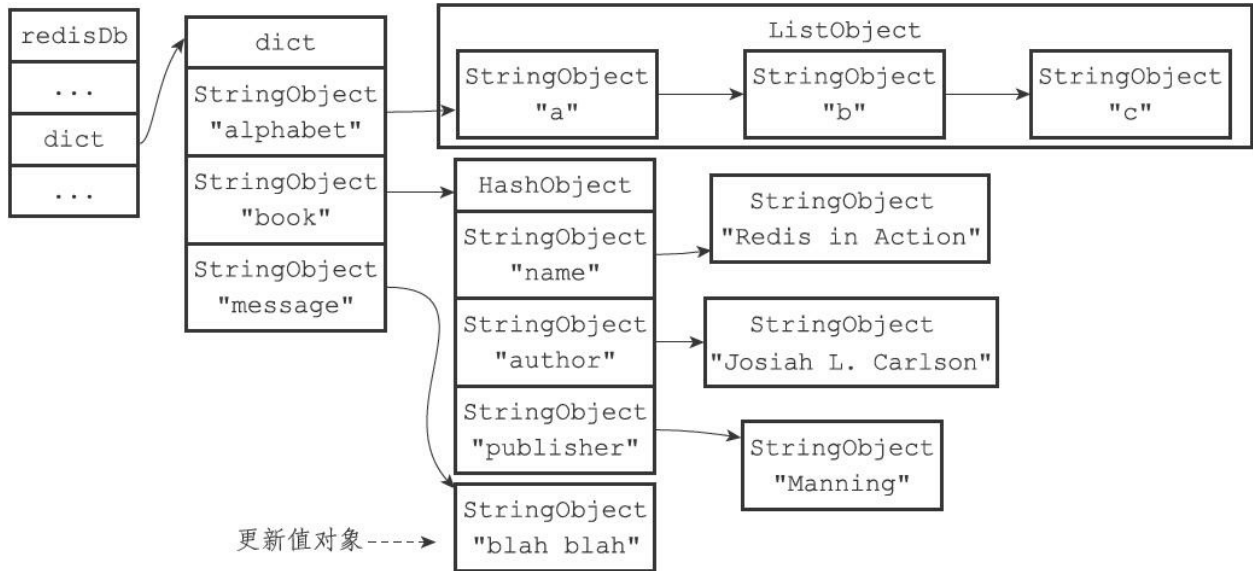 redisDb
...
dict
...
dict
StringObject
"alphabet"
StringObject
"book"
StringObject
"message"
ListObject
StringObject
"a"
StringObject
"b"
StringObject
"c"
HashObject
StringObject
"name"
StringObject
"author"
StringObject
"publisher"
StringObject
"Redis in Action"
StringObject
"Josiah L. Carlson"
StringObject
"Manning"
StringObject
"blah blah"
更新值对象